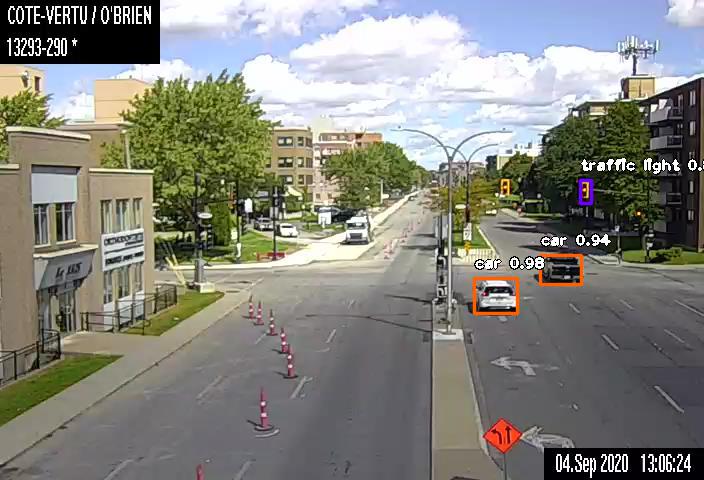 COTE-VERTU / O'BRIEN
13293-290 *
traffic light 0.
car 0.94
car 0.98
04.Sep 2020 13:06:24